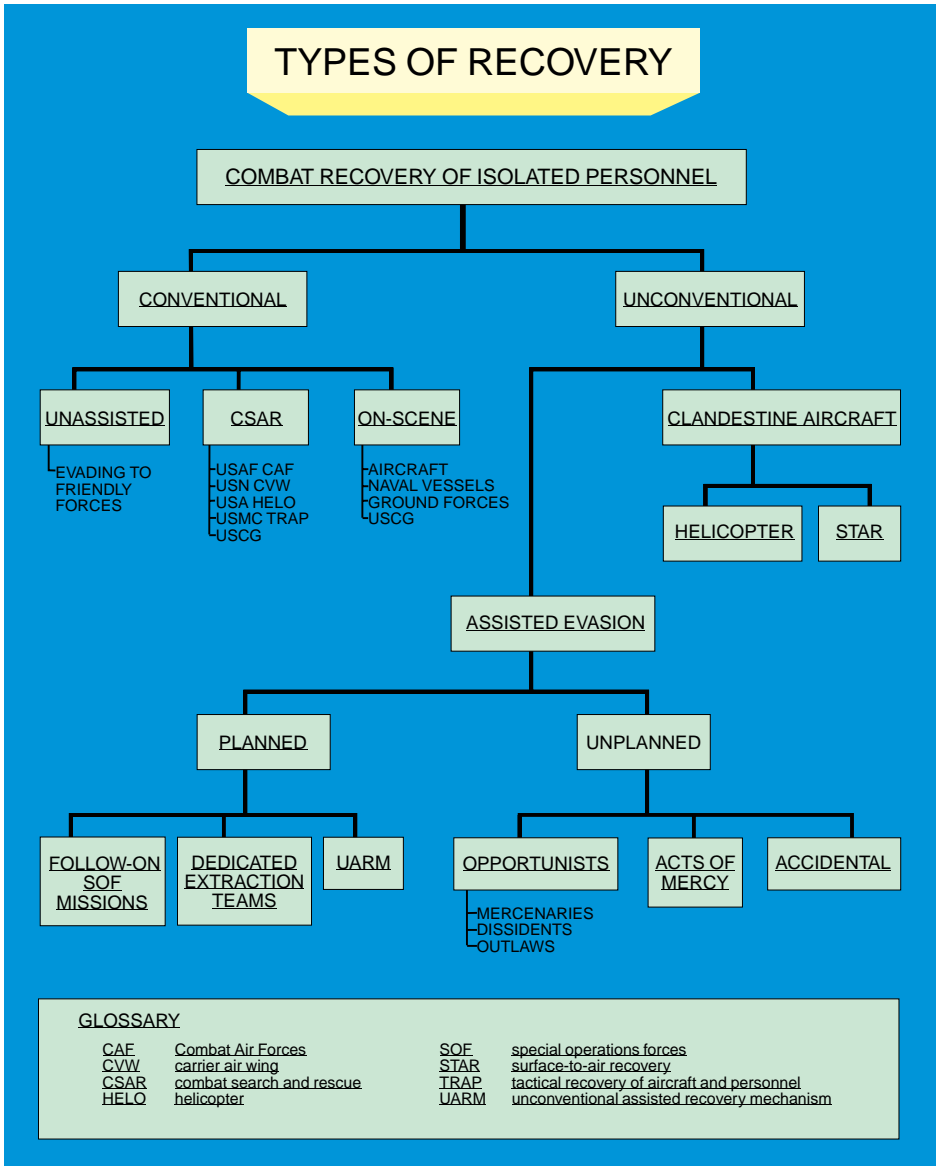 TYPES OF RECOVERY
COMBAT RECOVERY OF ISOLATED PERSONNEL
CONVENTIONAL
UNCONVENTIONAL
UNASSISTED
CSAR
ON-SCENE
CLANDESTINE AIRCRAFT
EVADING TO
FRIENDLY
FORCES
USAF CAF
USN CVW
USA HELO
USMC TRAP
USCG
AIRCRAFT
NAVAL VESSELS
GROUND FORCES
USCG
HELICOPTER
STAR
ASSISTED EVASION
PLANNED
UNPLANNED
FOLLOW-ON
SOF
MISSIONS
DEDICATED
EXTRACTION
TEAMS
UARM
OPPORTUNISTS
MERCENARIES
DISSIDENTS
OUTLAWS
ACTS OF
MERCY
ACCIDENTAL
GLOSSARY
CAF Combat Air Forces
CVW carrier air wing
CSAR combat search and rescue
HELO helicopter
SOF special operations forces
STAR surface-to-air recovery
TRAP tactical recovery of aircraft and personnel
UARM unconventional assisted recovery mechanism